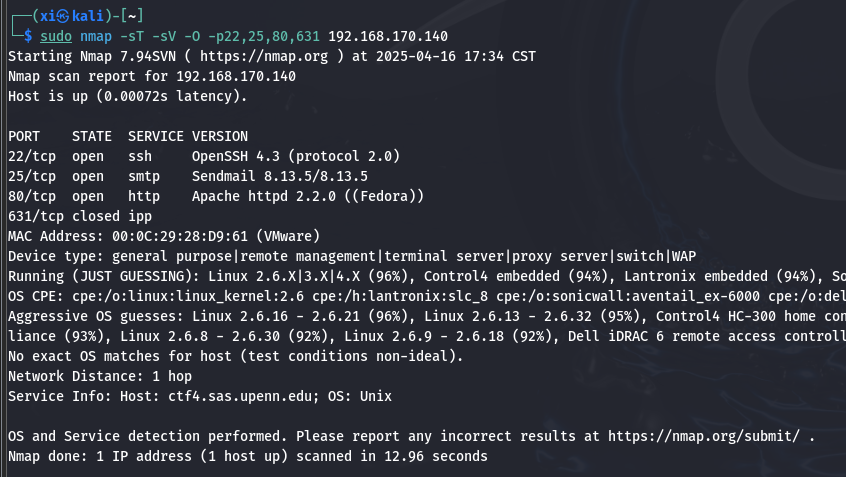 ┌──(xi㉿kali)-[~]
└─$ sudo nmap -sT -sV -O -p22,25,80,631 192.168.170.140
Starting Nmap 7.94SVN ( https://nmap.org ) at 2025-04-16 17:34 CST
Nmap scan report for 192.168.170.140
Host is up (0.00072s latency).

PORT    STATE  SERVICE VERSION
22/tcp  open   ssh     OpenSSH 4.3 (protocol 2.0)
25/tcp  open   smtp    Sendmail 8.13.5/8.13.5
80/tcp  open   http    Apache httpd 2.2.0 ((Fedora))
631/tcp closed ipp
MAC Address: 00:0C:29:28:D9:61 (VMware)
Device type: general purpose|remote management|terminal server|proxy server|switch|WAP
Running (JUST GUESSING): Linux 2.6.X|3.X|4.X (96%), Control4 embedded (94%), Lantronix embedded (94%), So
OS CPE: cpe:/o:linux:linux_kernel:2.6 cpe:/h:lantronix:slc_8 cpe:/o:sonicwall:aventail_ex-6000 cpe:/o:del
Aggressive OS guesses: Linux 2.6.16 - 2.6.21 (96%), Linux 2.6.13 - 2.6.32 (95%), Control4 HC-300 home con
liance (93%), Linux 2.6.8 - 2.6.30 (92%), Linux 2.6.9 - 2.6.18 (92%), Dell iDRAC 6 remote access controll
No exact OS matches for host (test conditions non-ideal).
Network Distance: 1 hop
Service Info: Host: ctf4.sas.upenn.edu; OS: Unix

OS and Service detection performed. Please report any incorrect results at https://nmap.org/submit/ .
Nmap done: 1 IP address (1 host up) scanned in 12.96 seconds